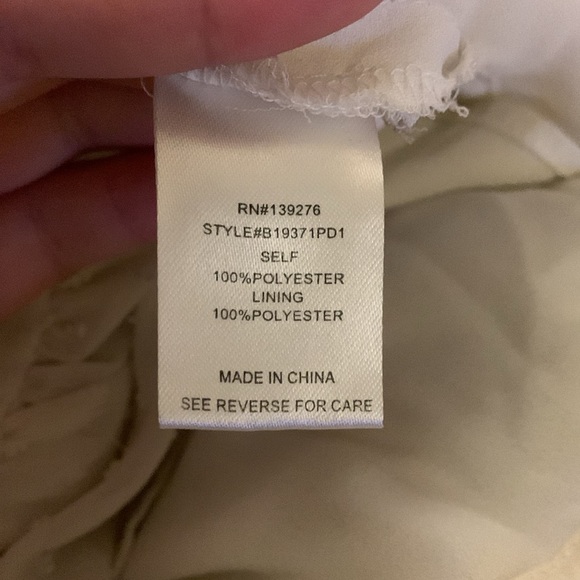 RN#139276
STYLE#B19371PD1
SELF
100%POLYESTER
LINING
100%POLYESTER
MADE IN CHINA
SEE REVERSE FOR CARE